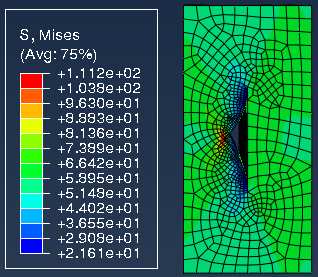 S, Mises
(Avg: 75%)
+1.112e+02
+1.038e+02
+9.630e+01
+8.883e+01
+8.136e+01
+7.389e+01
+6.642e+01
+5.895e+01
+5.148e+01
+4.402e+01
+3.655e+01
+2.908e+01
+2.161e+01